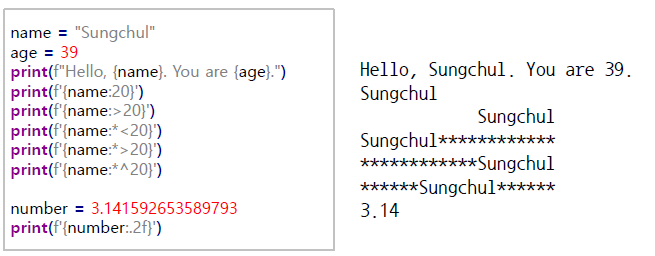 name = "Sungchul"
age = 39
print(f"Hello, {name}. You are {age}.")
print(f'{name:20}')
print(f'{name:>20}')
print(f'{name:*<20}')
print(f'{name:*>20}')
print(f'{name:*^20}')
number = 3.141592653589793
print(f'{number:.2f}')
Hello, Sungchul. You are 39.
Sungchul
            Sungchul
Sungchul************
************Sungchul
******Sungchul******
3.14